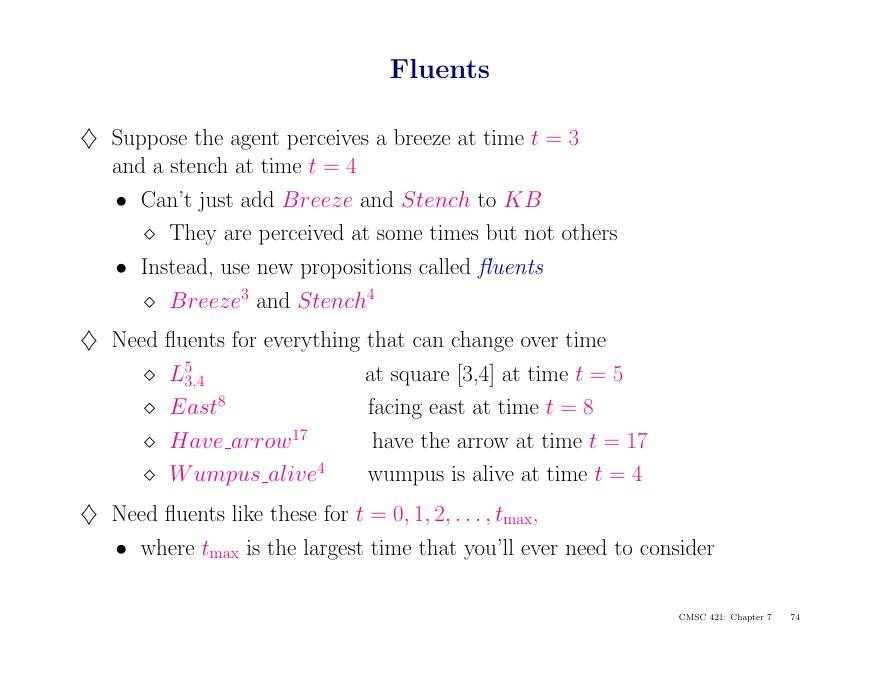 Fluents
♢ Suppose the agent perceives a breeze at time t = 3
and a stench at time t = 4
• Can't just add Breeze and Stench to KB
⋄ They are perceived at some times but not others
• Instead, use new propositions called fluents
⋄ Breeze³ and Stench⁴
♢ Need fluents for everything that can change over time
⋄ L⁵₃,₄ at square [3,4] at time t = 5
⋄ East⁸ facing east at time t = 8
⋄ Have_arrow¹⁷ have the arrow at time t = 17
⋄ Wumpus_alive⁴ wumpus is alive at time t = 4
♢ Need fluents like these for t = 0, 1, 2, . . . , tₘₐₓ,
• where tₘₐₓ is the largest time that you'll ever need to consider
CMSC 421: Chapter 7 74